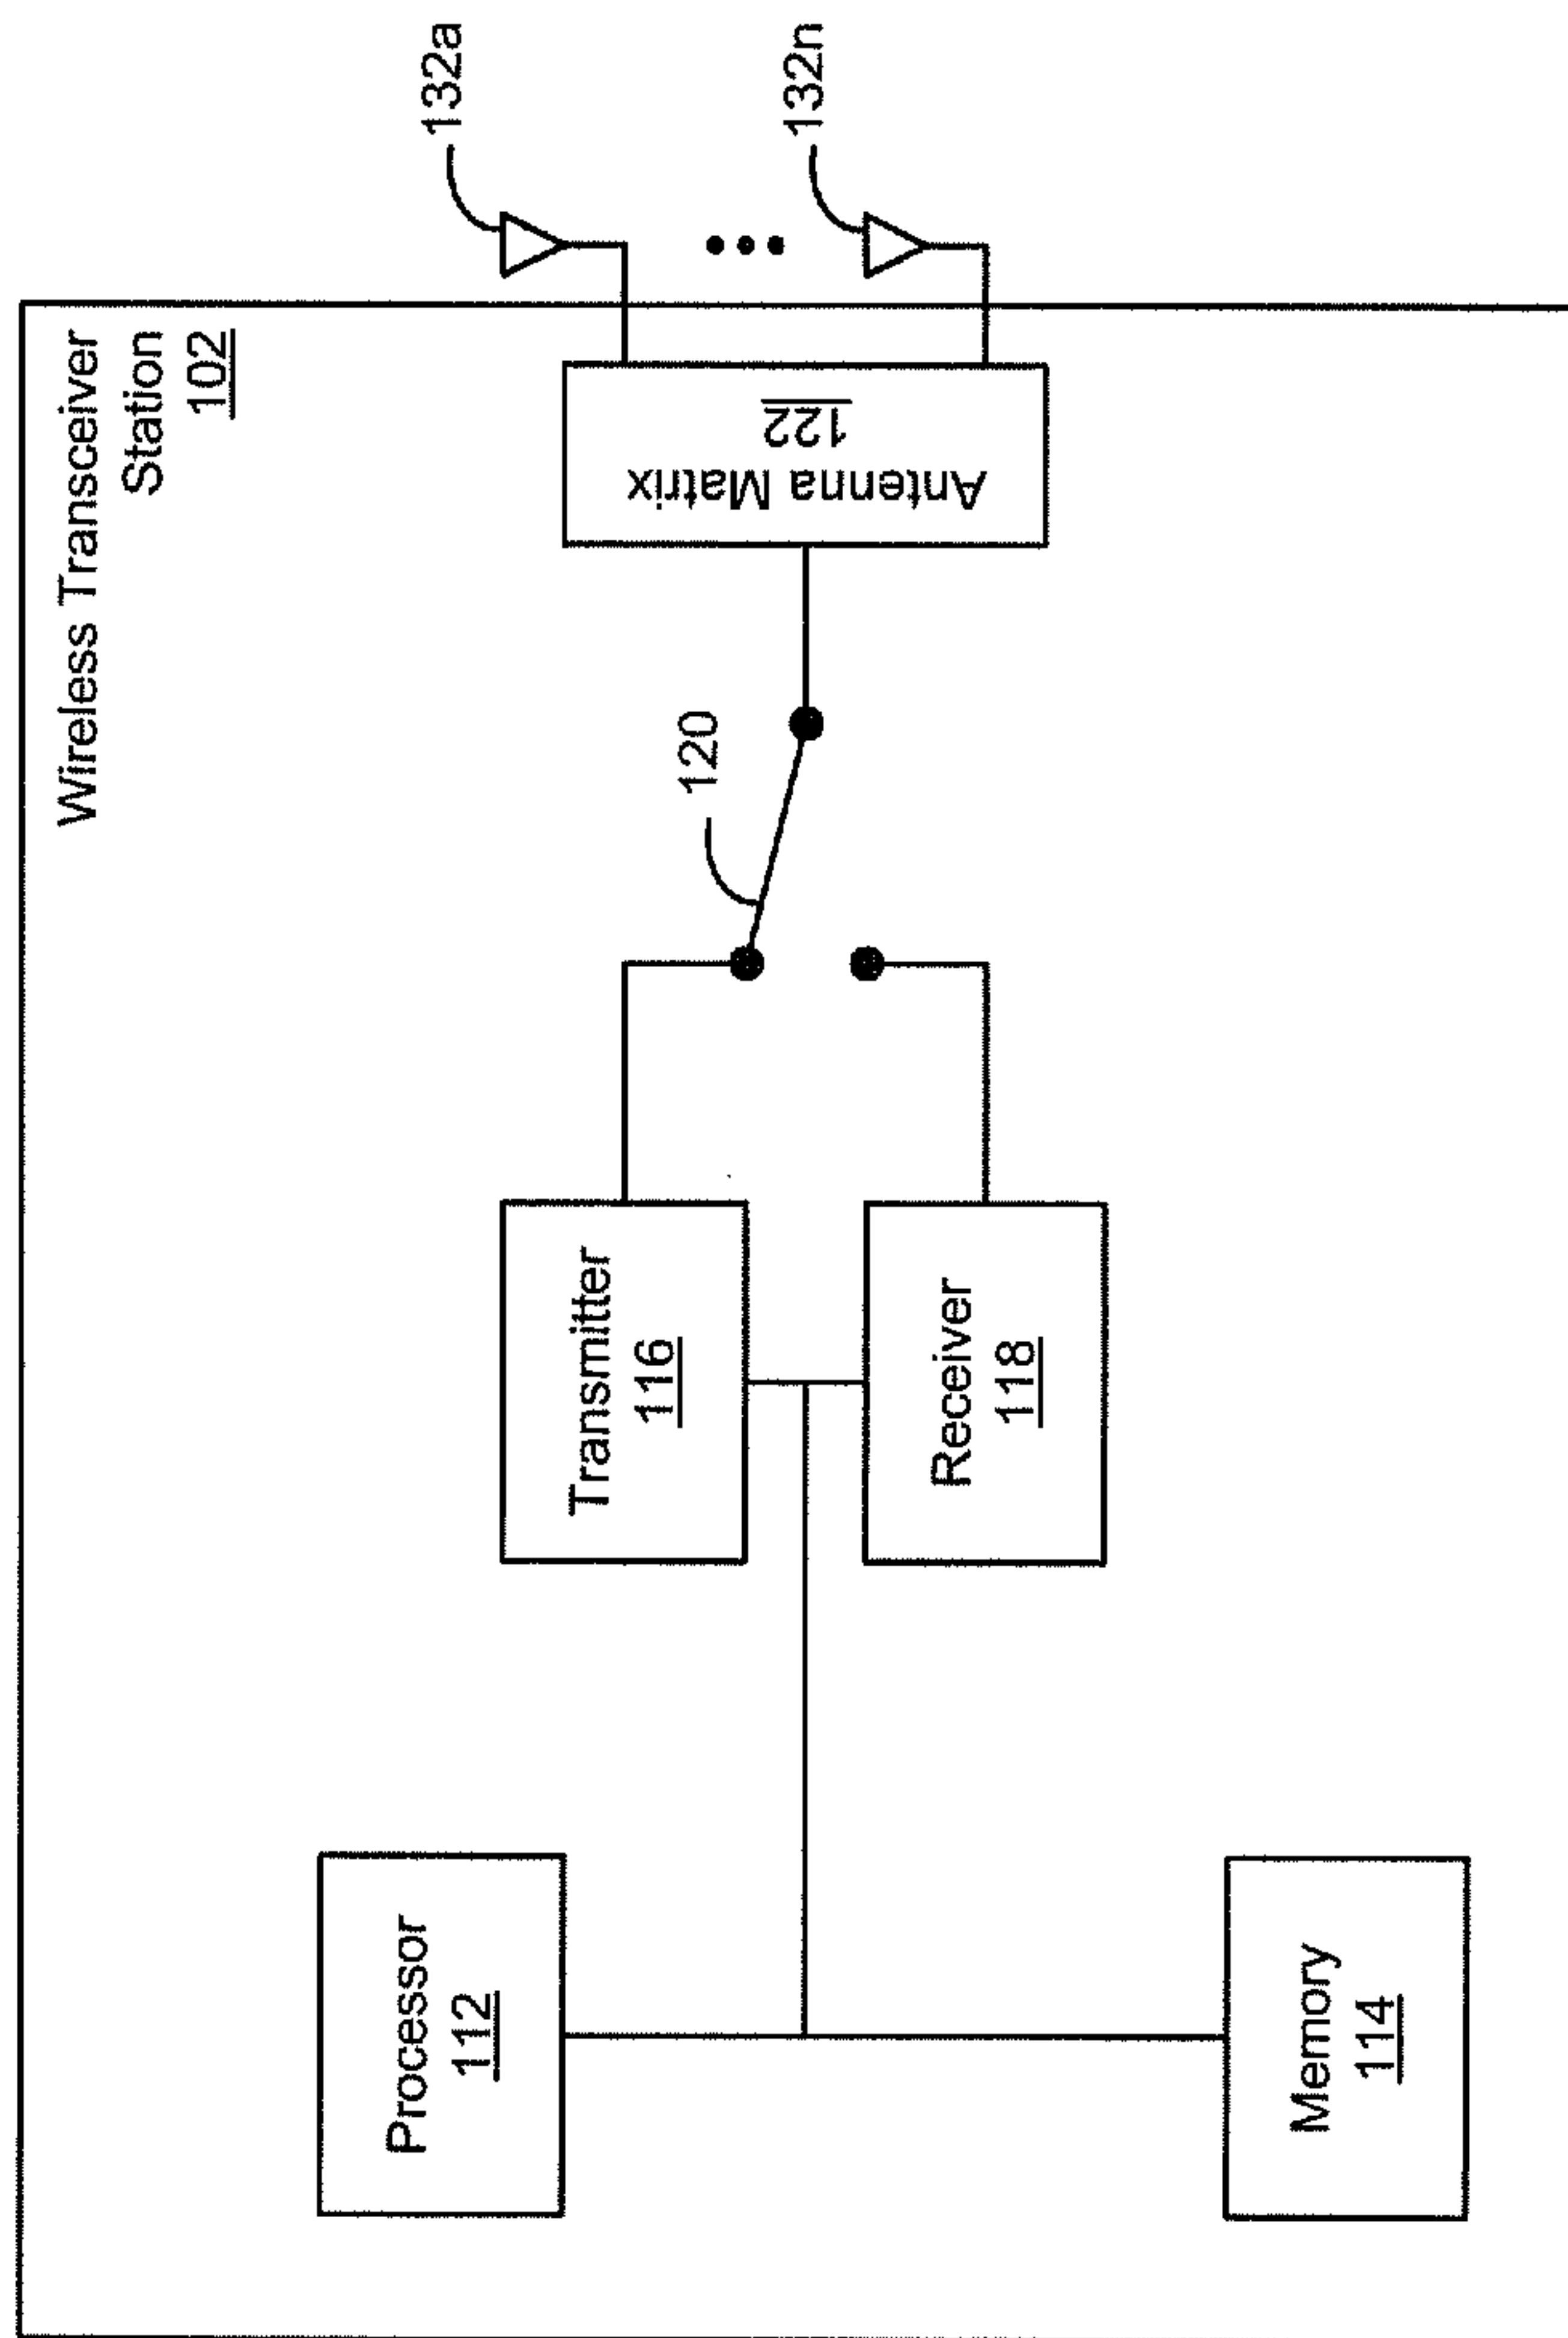 Wireless Transceiver
Station
102
132a
132n
Antenna Matrix
122
120
Transmitter
116
Receiver
118
Processor
112
Memory
114